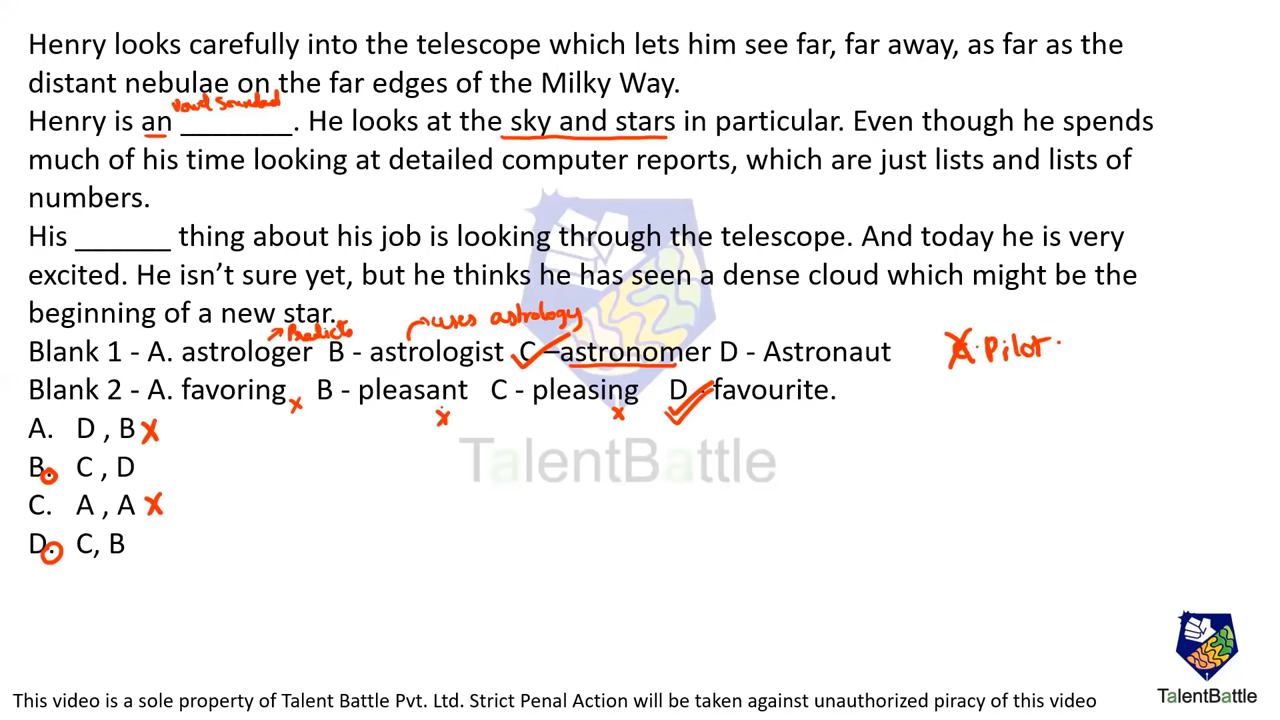 Henry looks carefully into the telescope which lets him see far, far away, as far as the
distant nebulae on the far edges of the Milky Way.
vowel sounded
Henry is an _______. He looks at the sky and stars in particular. Even though he spends
much of his time looking at detailed computer reports, which are just lists and lists of
numbers.
His ______ thing about his job is looking through the telescope. And today he is very
excited. He isn't sure yet, but he thinks he has seen a dense cloud which might be the
beginning of a new star.
Predicts
uses astrology
Blank 1 - A. astrologer B - astrologist C – astronomer D - Astronaut
Pilot
Blank 2 - A. favoring B - pleasant C - pleasing D - favourite.
A. D , B
B. C , D
C. A , A
D. C, B
TalentBattle
TalentBattle
This video is a sole property of Talent Battle Pvt. Ltd. Strict Penal Action will be taken against unauthorized piracy of this video